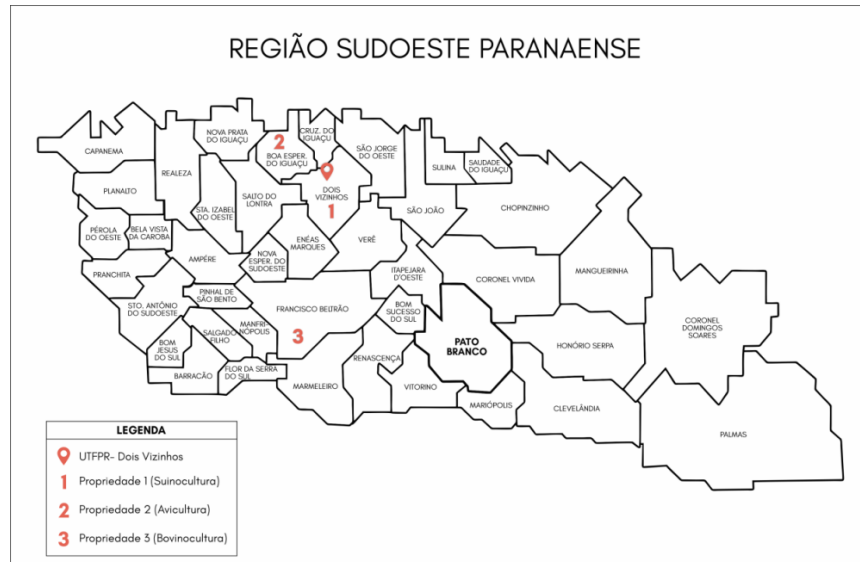 REGIÃO SUDOESTE PARANAENSE
CAPANEMA
PLANALTO
PÉROLA
DO OESTE
BELA VISTA
DA CAROBA
PRANCHITA
REALEZA
AMPÉRE
STO. ANTÔNIO
DO SUDOESTE
PINHAL DE
SÃO BENTO
BOM
JESUS
DO SUL
SALGADO
FILHO
MANFRI
NÓPOLIS
BARRACÃO
FLOR DA SERRA
DO SUL
NOVA PRATA
DO IGUAÇU
STA. IZABEL
DO OESTE
SALTO DO
LONTRA
2
BOA ESPER.
DO IGUAÇU
CRUZ. DO
IGUAÇU
DOIS
VIZINHOS
1
SÃO JORGE
DO OESTE
ENÉAS
MARQUES
NOVA
ESPER. DO
SUDOESTE
VERÊ
FRANCISCO BELTRÃO
3
MARMELEIRO
RENASCENÇA
ITAPEJARA
D'OESTE
BOM
SUCESSO
DO SUL
VITORINO
PATO
BRANCO
MARIÓPOLIS
SÃO JOÃO
SULINA
SAUDADE
DO IGUAÇU
CHOPINZINHO
CORONEL VIVIDA
MANGUEIRINHA
HONÓRIO SERPA
CLEVELÂNDIA
CORONEL
DOMINGOS
SOARES
PALMAS
LEGENDA
UTFPR- Dois Vizinhos
1 Propriedade 1 (Suinocultura)
2 Propriedade 2 (Avicultura)
3 Propriedade 3 (Bovinocultura)